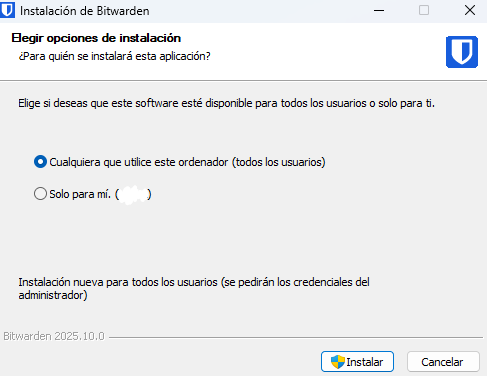 Instalación de Bitwarden
Elegir opciones de instalación
¿Para quién se instalará esta aplicación?
Elige si deseas que este software esté disponible para todos los usuarios o solo para ti.
Cualquiera que utilice este ordenador (todos los usuarios)
Solo para mí. ( )
Instalación nueva para todos los usuarios (se pedirán los credenciales del
administrador)
Bitwarden 2025.10.0
Instalar
Cancelar